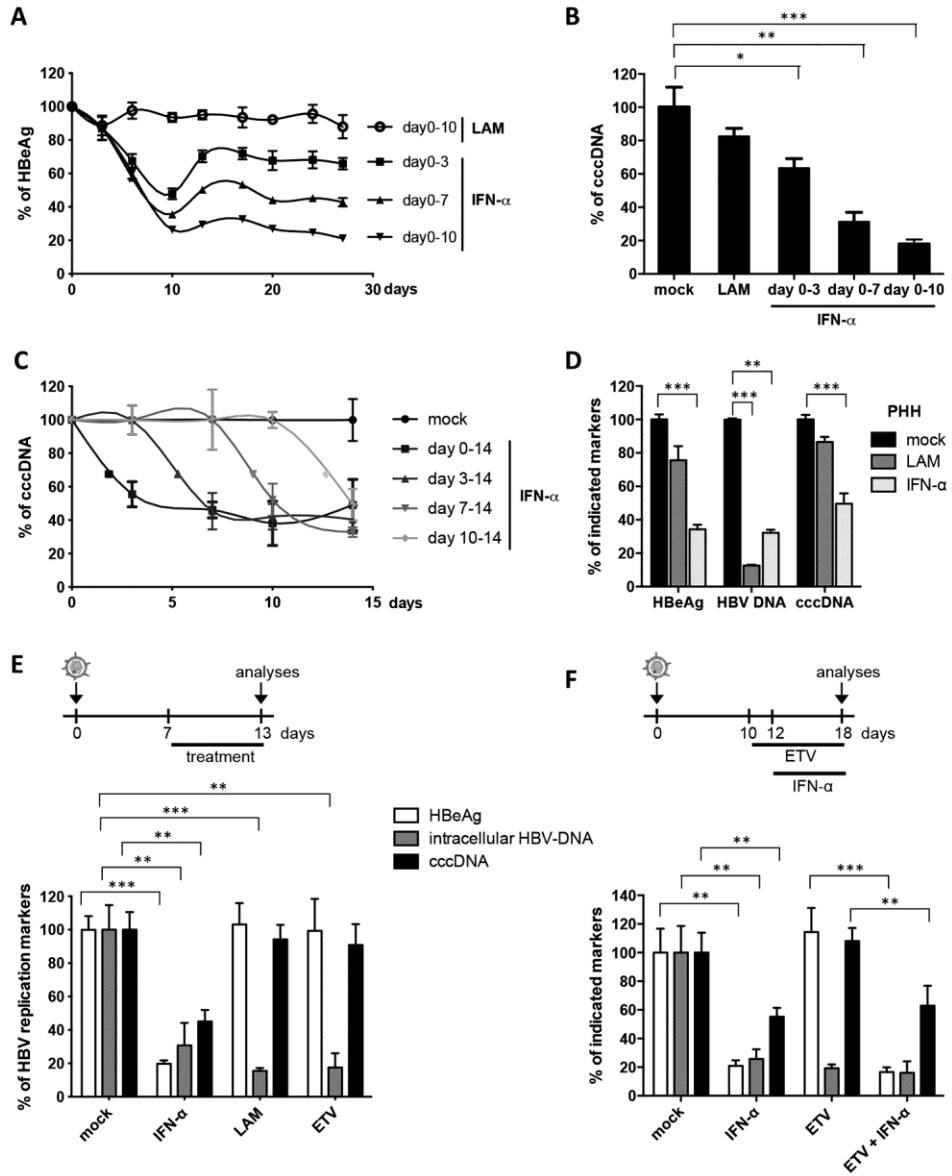 A
% of HBeAg
120
100
80
60
40
20
0
0 10 20 30 days
day0-10 LAM
day0-3
day0-7 IFN-α
day0-10
B
% of cccDNA
***
**
*
120
100
80
60
40
20
0
mock LAM day 0-3 day 0-7 day 0-10
IFN-α
C
% of cccDNA
120
100
80
60
40
20
0
0 5 10 15 days
mock
day 0-14
day 3-14
day 7-14
day 10-14
IFN-α
D
% of indicated markers
120
100
80
60
40
20
0
***
**
***
***
HBeAg HBV DNA cccDNA
PHH
mock
LAM
IFN-α
E
analyses
0 7 13 days
treatment
**
***
**
**
***
HBeAg
intracellular HBV-DNA
cccDNA
% of HBV replication markers
120
100
80
60
40
20
0
mock IFN-α LAM ETV
F
analyses
0 10 12 18 days
ETV
IFN-α
**
**
**
***
**
% of indicated markers
140
120
100
80
60
40
20
0
mock IFN-α ETV ETV + IFN-α